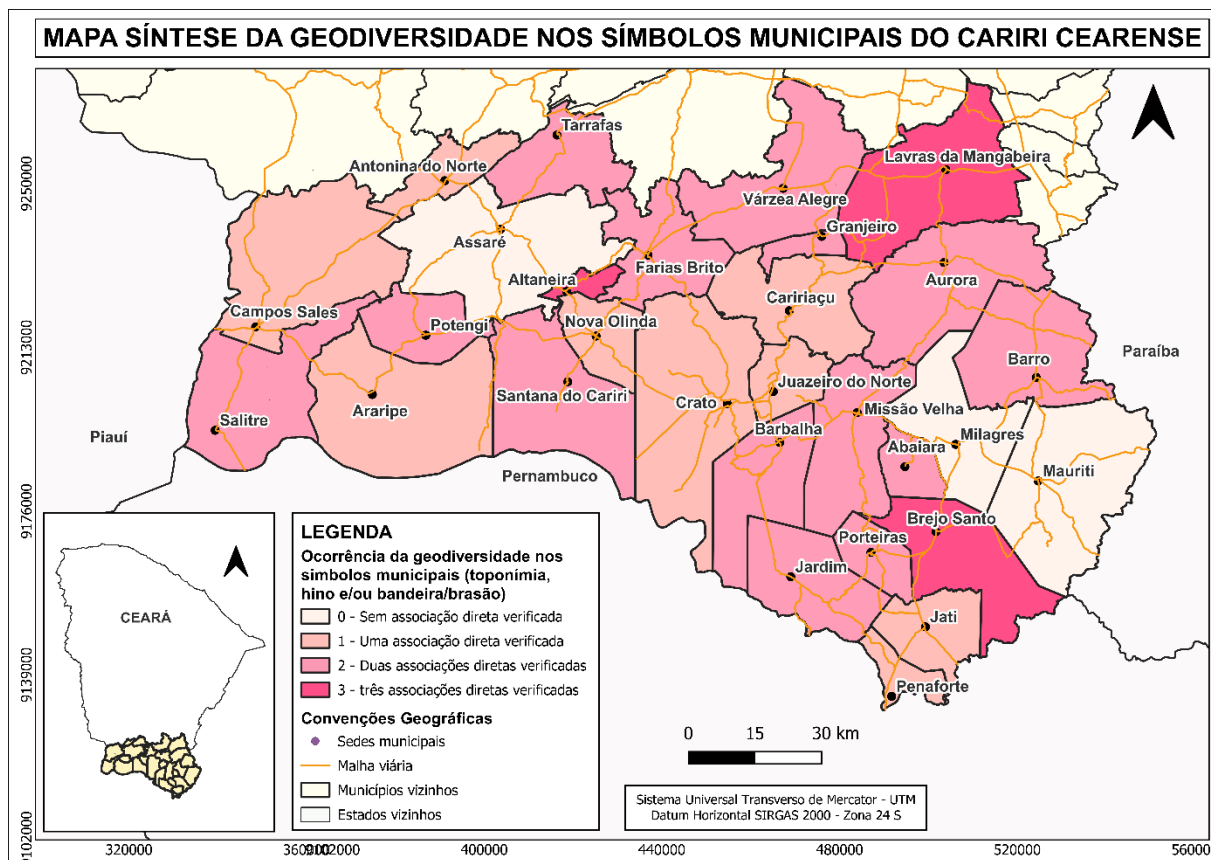 MAPA SÍNTESE DA GEODIVERSIDADE NOS SÍMBOLOS MUNICIPAIS DO CARIRI CEARENSE
Tarrafas
Antonina do Norte
Lavras da Mangabeira
Várzea Alegre
Granjeiro
Assaré
Farias Brito
Altaneira
Aurora
Caririaçu
Campos Sales
Potengi
Nova Olinda
Barro
Paraíba
Juazeiro do Norte
Santana do Cariri
Araripe
Crato
Missão Velha
Salitre
Barbalha
Milagres
Piauí
Abaiara
Mauriti
Pernambuco
Brejo Santo
Porteiras
Jardim
Jati
Penaforte
9250000
9213000
9176000
9139000
9102000
CEARÁ
LEGENDA
Ocorrência da geodiversidade nos
simbolos municipais (toponímia,
hino e/ou bandeira/brasão)
0 - Sem associação direta verificada
1 - Uma associação direta verificada
2 - Duas associações diretas verificadas
3 - três associações diretas verificadas
Convenções Geográficas
Sedes municipais
Malha viária
Municípios vizinhos
Estados vizinhos
0 15 30 km
Sistema Universal Transverso de Mercator - UTM
Datum Horizontal SIRGAS 2000 - Zona 24 S
320000 400000 440000 480000 520000 56000